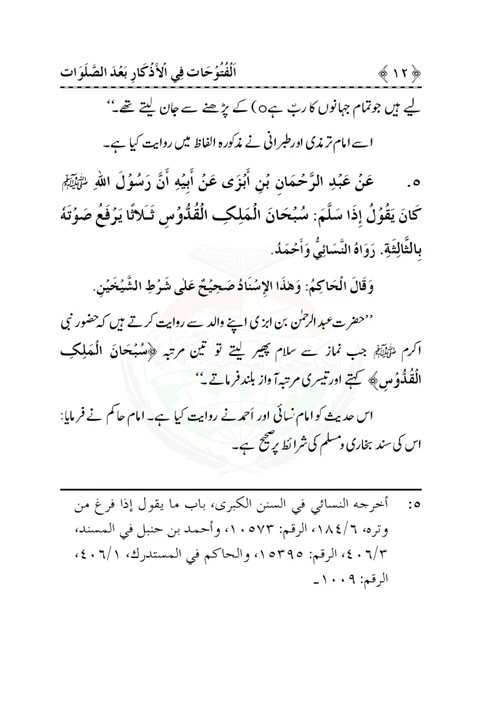 ﴿ ١٢ ﴾ اَلْفُتُوْحَات فِي الْأَذْكَارِ بَعْدَ الصَّلَوَات
لیے ہیں جو تمام جہانوں کا ربّ ہے٥) کے پڑھنے سے جان لیتے تھے۔‘‘
اسے امام ترمذی اور طبرانی نے مذکورہ الفاظ میں روایت کیا ہے۔
٥. عَنْ عَبْدِ الرَّحْمَانِ بْنِ أَبْزَی عَنْ أَبِيْهِ أَنَّ رَسُوْلَ اللهِ ﷺ
كَانَ يَقُوْلُ إِذَا سَلَّمَ: سُبْحَانَ الْمَلِکِ الْقُدُّوْسِ ثَـلَاثًا يَرْفَعُ صَوْتَهٗ
بِالثَّالِثَةِ. رَوَاهُ النَّسَائِيُّ وَأَحْمَدُ.
وَقَالَ الْحَاکِمُ: وَهٰذَا الإِسْنَادُ صَحِيْحٌ عَلٰی شَرْطِ الشَّيْخَيْنِ.
’’حضرت عبد الرحمٰن بن ابزی اپنے والد سے روایت کرتے ہیں کہ حضور نبی
اکرم ﷺ جب نماز سے سلام پھیر لیتے تو تین مرتبہ ﴿سُبْحَانَ الْمَلِکِ
الْقُدُّوْسِ﴾ کہتے اور تیسری مرتبہ آواز بلند فرماتے۔‘‘
اس حدیث کو امام نسائی اور اَحمد نے روایت کیا ہے۔ امام حاکم نے فرمایا:
اس کی سند بخاری و مسلم کی شرائط پر صحیح ہے۔
٥: أخرجه النسائي في السنن الكبرى، باب ما يقول إذا فرغ من
وتره، ٦/١٨٤، الرقم: ١٠٥٧٣، وأحمد بن حنبل في المسند،
٣/٤٠٦، الرقم: ١٥٣٩٥، والحاكم في المستدرك، ١/٤٠٦،
الرقم: ١٠٠٩۔